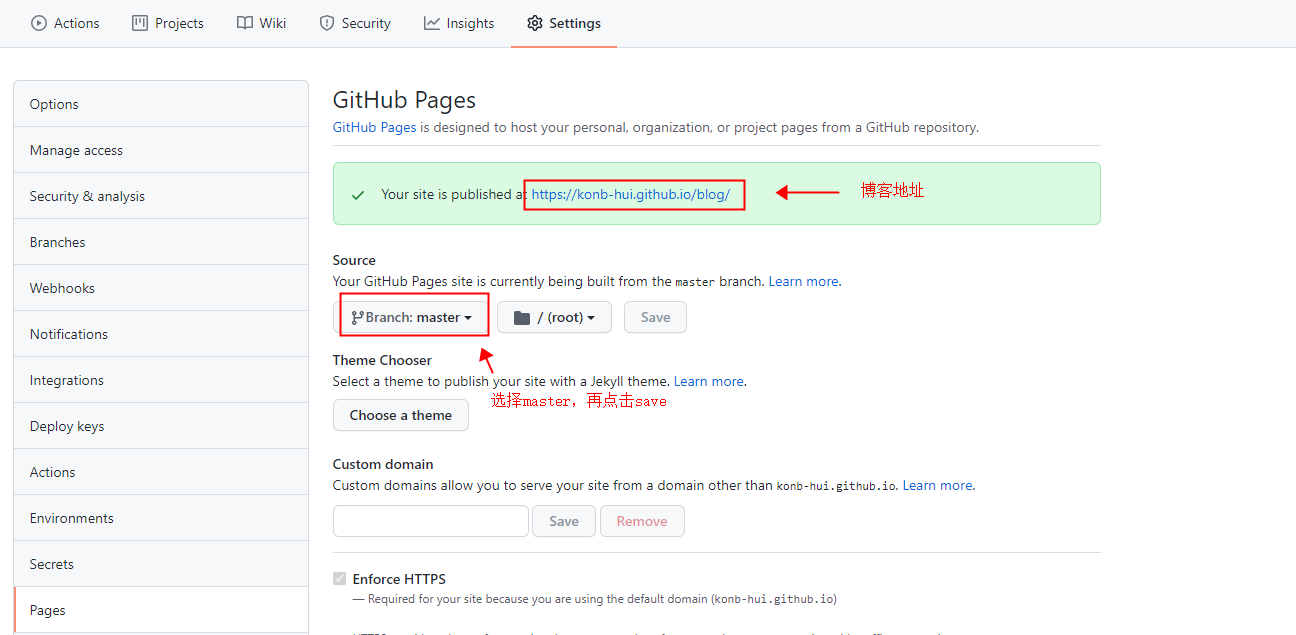 Actions Projects Wiki Security Insights Settings
Options
Manage access
Security & analysis
Branches
Webhooks
Notifications
Integrations
Deploy keys
Actions
Environments
Secrets
Pages
GitHub Pages
GitHub Pages is designed to host your personal, organization, or project pages from a GitHub repository.
Your site is published at https://konb-hui.github.io/blog/
博客地址
Source
Your GitHub Pages site is currently being built from the master branch. Learn more.
Branch: master / (root) Save
Theme Chooser
Select a theme to publish your site with a Jekyll theme. Learn more.
选择master，再点击save
Choose a theme
Custom domain
Custom domains allow you to serve your site from a domain other than konb-hui.github.io. Learn more.
Save Remove
Enforce HTTPS
— Required for your site because you are using the default domain (konb-hui.github.io)